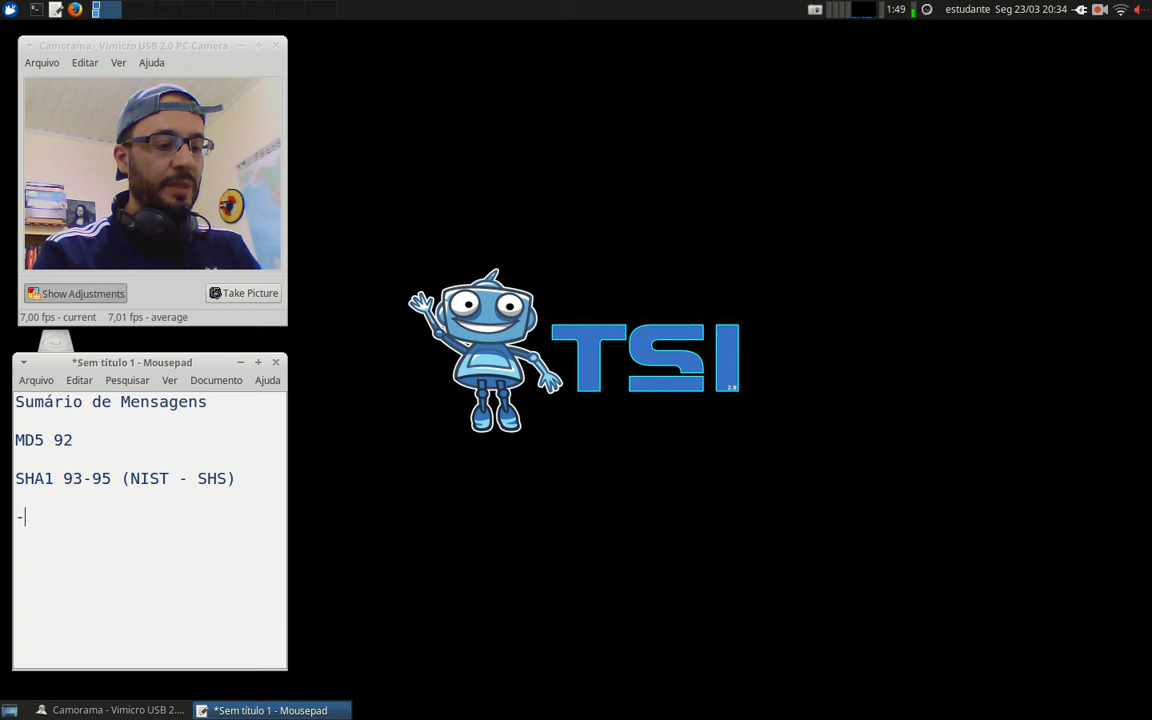 1:49
estudante Seg 23/03 20:34
Camorama - Vimicro USB 2.0 PC Camera
Arquivo Editar Ver Ajuda
Show Adjustments Take Picture
7,00 fps - current 7,01 fps - average
*Sem título 1 - Mousepad
Arquivo Editar Pesquisar Ver Documento Ajuda
Sumário de Mensagens
MD5 92
SHA1 93-95 (NIST - SHS)
-
TSI
2.0
Camorama - Vimicro USB 2.... *Sem título 1 - Mousepad